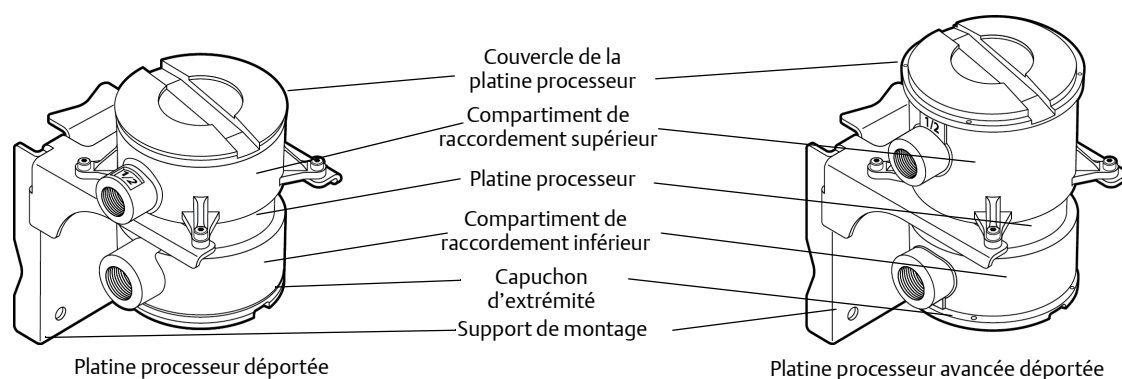 Couvercle de la
platine processeur
Compartiment de
raccordement supérieur
1/2
1/2
Platine processeur
Compartiment de
raccordement inférieur
Capuchon
d'extrémité
Support de montage
Platine processeur déportée
Platine processeur avancée déportée